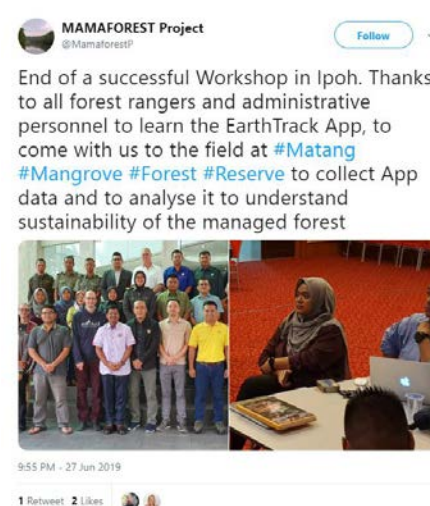 MAMAFOREST Project
@MamaforestP
Follow
End of a successful Workshop in Ipoh. Thanks
to all forest rangers and administrative
personnel to learn the EarthTrack App, to
come with us to the field at #Matang
#Mangrove #Forest #Reserve to collect App
data and to analyse it to understand
sustainability of the managed forest
9:55 PM - 27 Jun 2019
1 Retweet 2 Likes